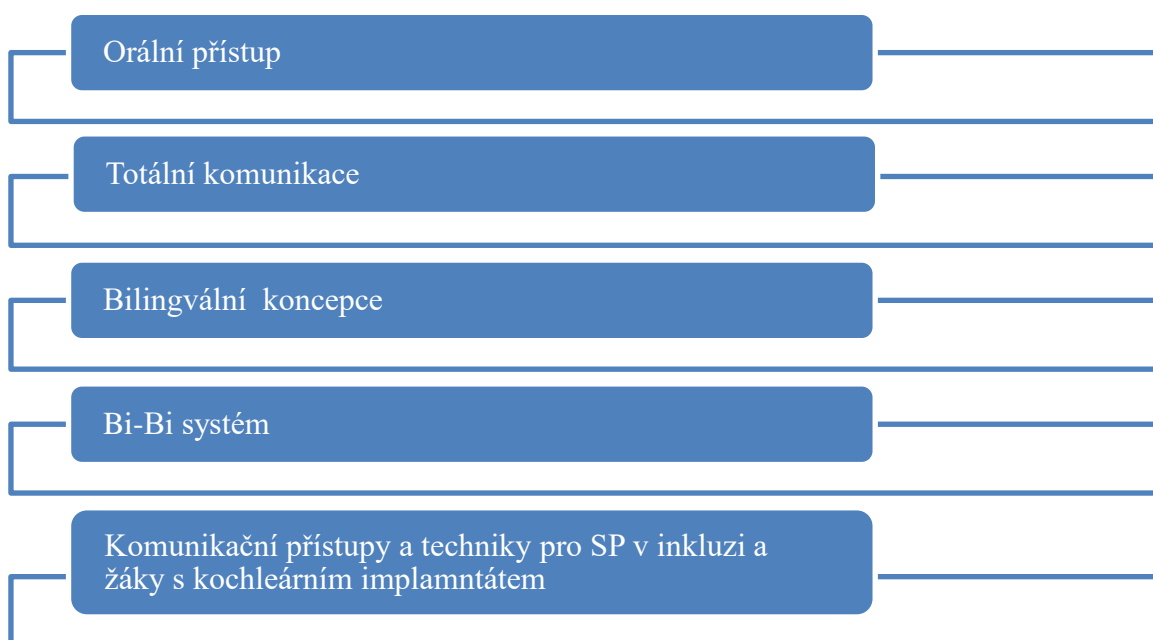 Orální přístup
Totální komunikace
Bilingvální  koncepce
Bi-Bi systém
Komunikační přístupy a techniky pro SP v inkluzi a
žáky s kochleárním implamntátem